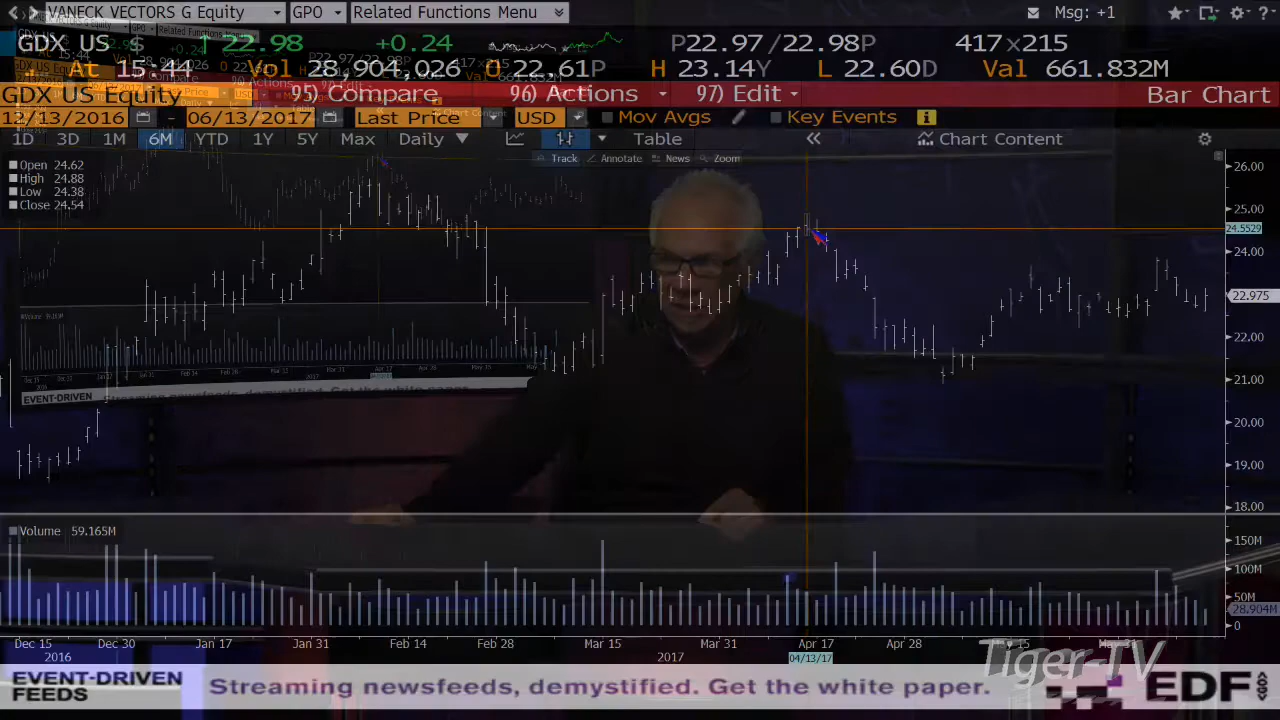 VANECK VECTORS G Equity GPO Related Functions Menu Msg: +1
GDX US $ ↑ 22.98 +0.24 P22.97/22.98P 417x215
At 15:44 Vol 28,904,026 O 22.61P H 23.14Y L 22.60D Val 661.832M
GDX US Equity 95) Compare 96) Actions 97) Edit Bar Chart
12/13/2016 - 06/13/2017 Last Price USD Mov Avgs Key Events
1D 3D 1M 6M YTD 1Y 5Y Max Daily Table Chart Content
Track Annotate News Zoom
Open 24.62
High 24.88
Low 24.38
Close 24.54
26.00
25.00
24.5529
24.00
22.975
22.00
21.00
20.00
19.00
18.00
Volume 59.165M
150M
100M
50M
28.904M
0
Dec 15 Dec 30 Jan 17 Jan 31 Feb 14 Feb 28 Mar 15 Mar 31 Apr 17 Apr 28
2016 2017 04/13/17
Tiger-TV
EVENT-DRIVEN
FEEDS
Streaming newsfeeds, demystified. Get the white paper.
EDF